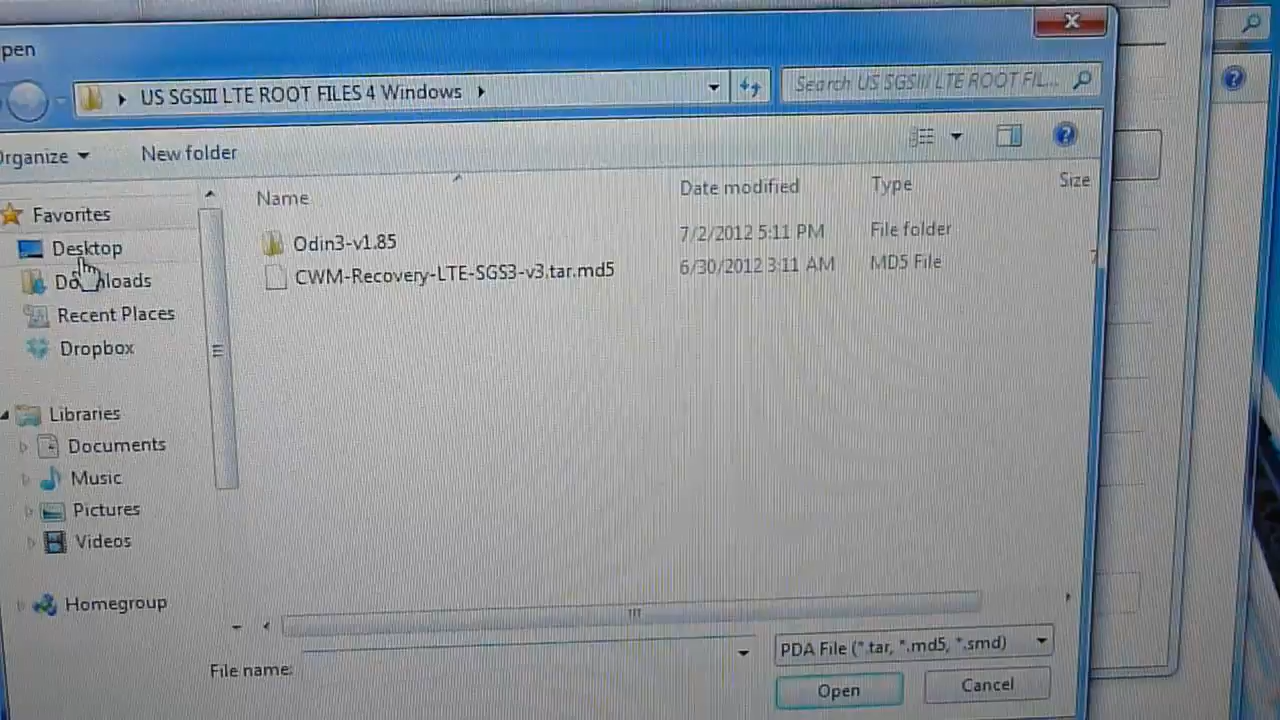 pen
US SGSIII LTE ROOT FILES 4 Windows
Search US SGSIII LTE ROOT FIL...
Organize
New folder
Name
Date modified
Type
Size
Favorites
Desktop
Downloads
Recent Places
Dropbox
Libraries
Documents
Music
Pictures
Videos
Homegroup
Odin3-v1.85
7/2/2012 5:11 PM
File folder
CWM-Recovery-LTE-SGS3-v3.tar.md5
6/30/2012 3:11 AM
MD5 File
7
File name:
PDA File (*.tar, *.md5, *.smd)
Open
Cancel